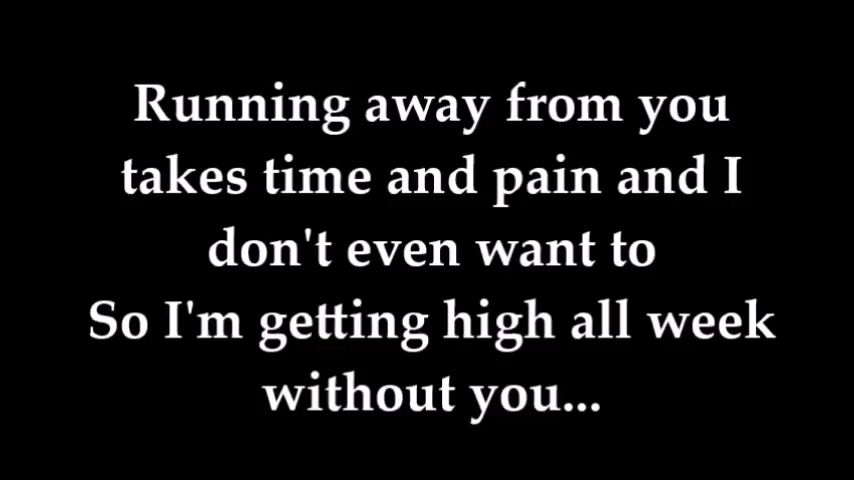 Running away from you
takes time and pain and I
don't even want to
So I'm getting high all week
without you...